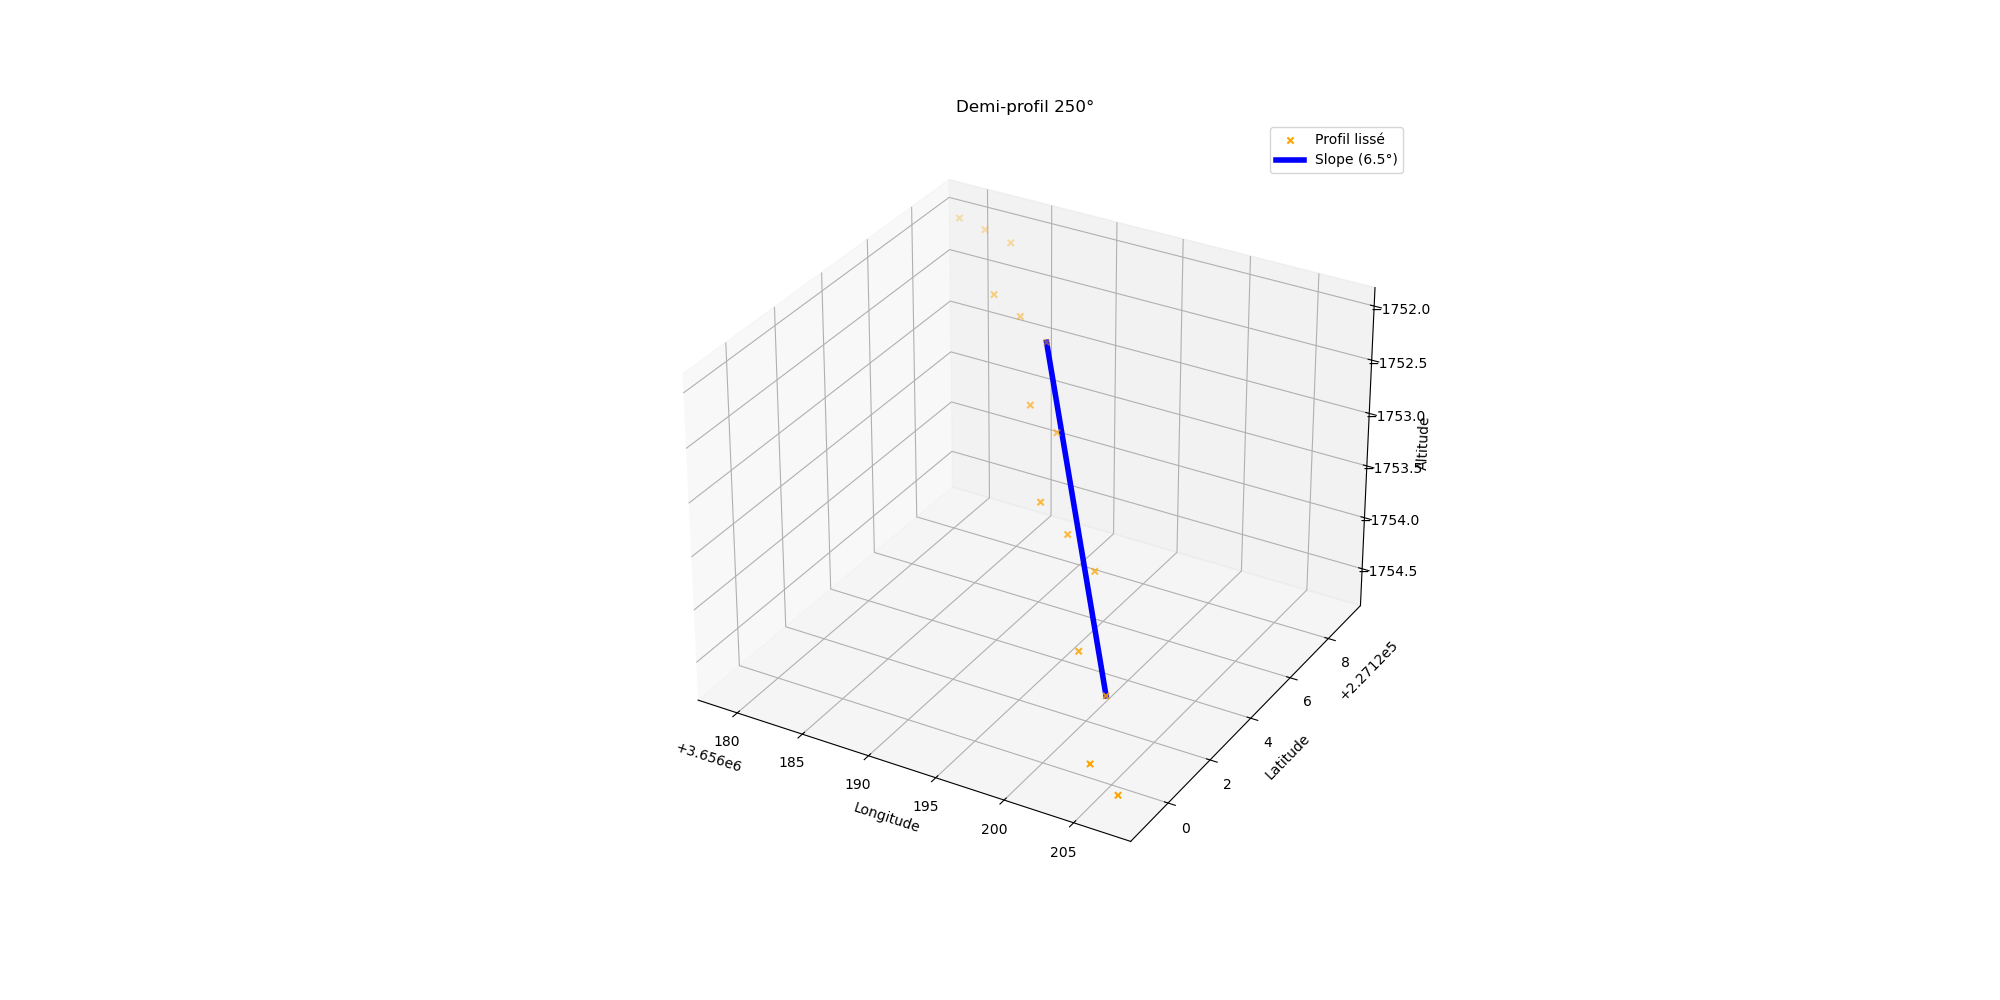 Demi-profil 250°
Profil lissé
Slope (6.5°)
−1752.0
−1752.5
−1753.0
−1753.5
−1754.0
−1754.5
Altitude
8
6
4
2
0
+2.2712e5
Latitude
180
185
190
195
200
205
+3.656e6
Longitude